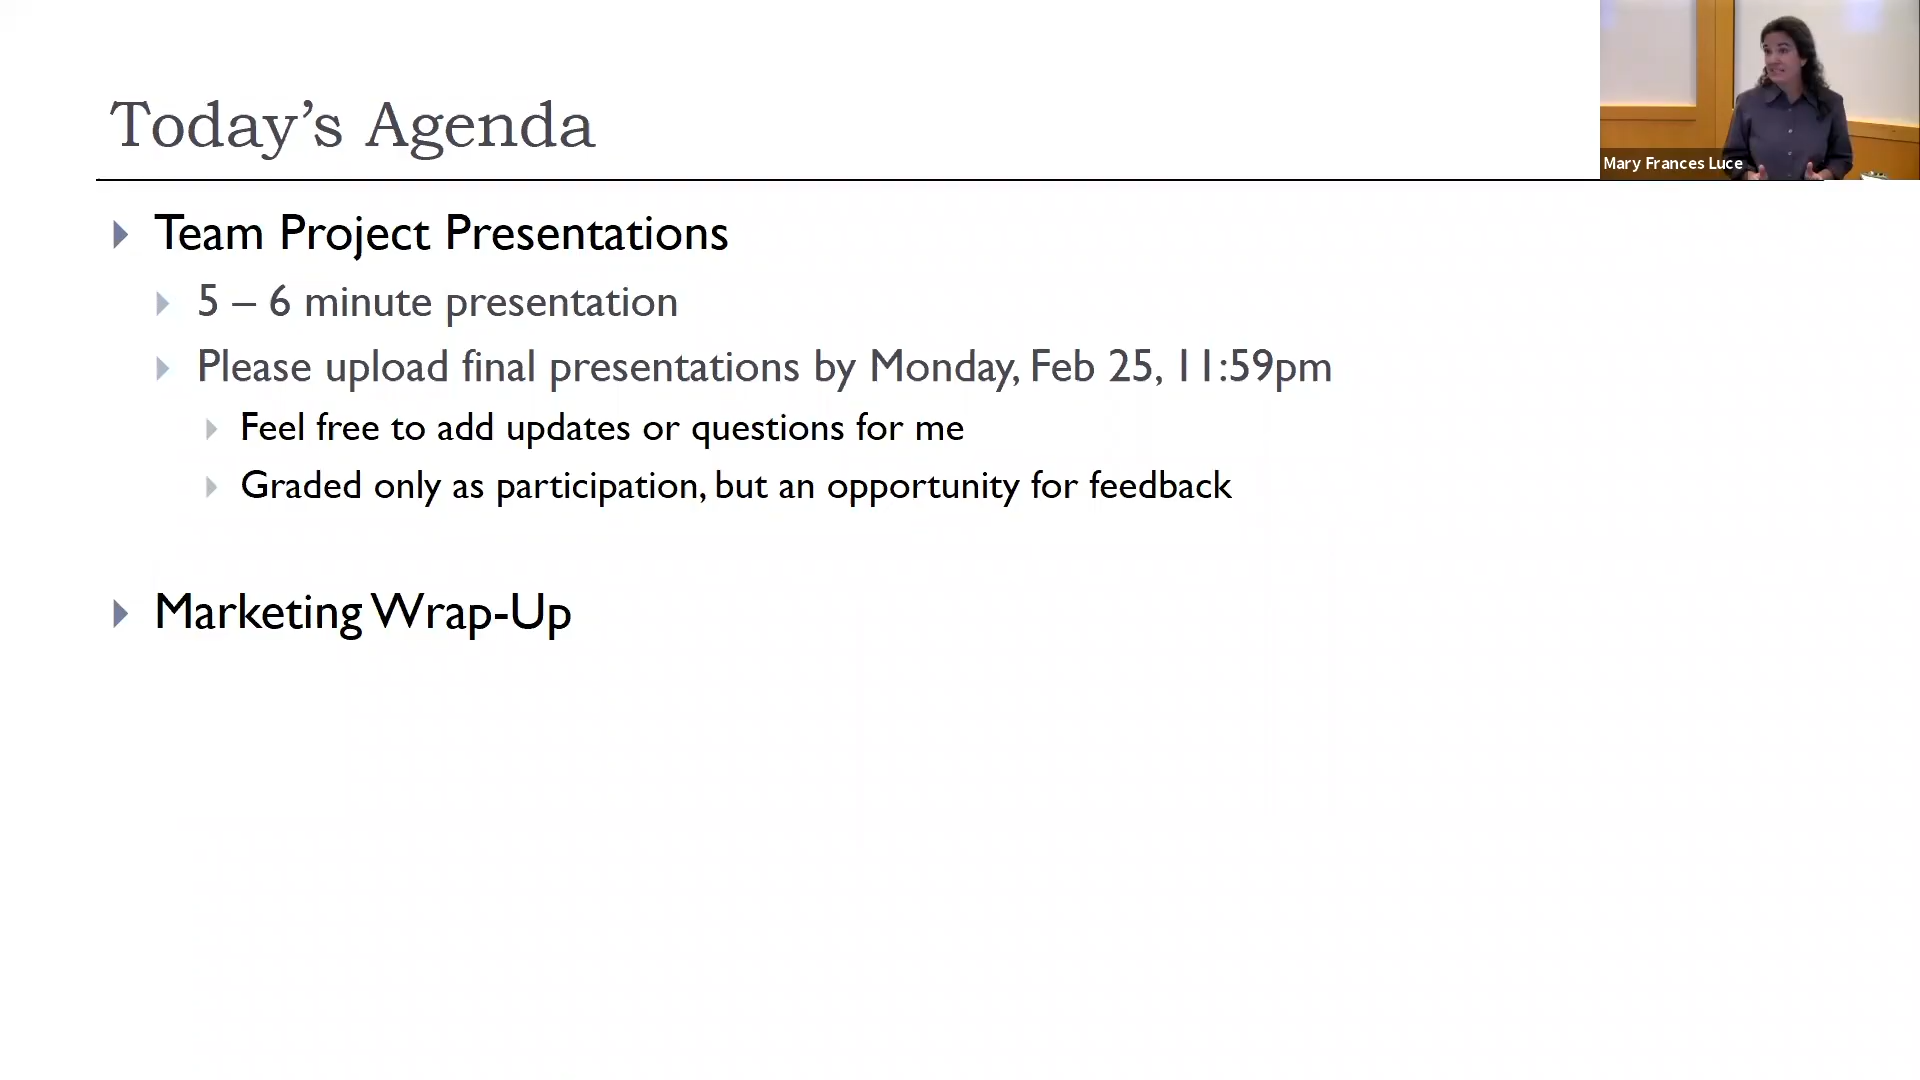 Today’s Agenda
Mary Frances Luce
Team Project Presentations
5 – 6 minute presentation
Please upload final presentations by Monday, Feb 25, 11:59pm
Feel free to add updates or questions for me
Graded only as participation, but an opportunity for feedback
Marketing Wrap-Up